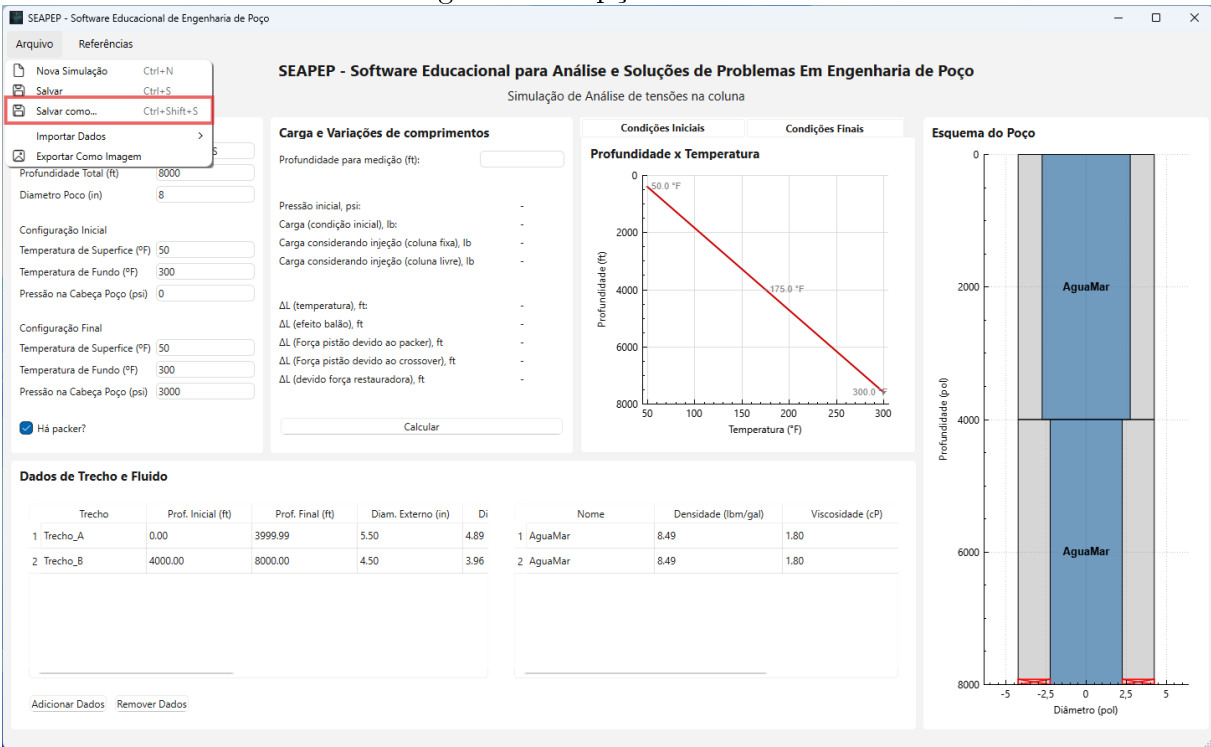 SEAPEP - Software Educacional de Engenharia de Poço
Arquivo Referências
Nova Simulação Ctrl+N
Salvar Ctrl+S
Salvar como... Ctrl+Shift+S
Importar Dados
Exportar Como Imagem
SEAPEP - Software Educacional para Análise e Soluções de Problemas Em Engenharia de Poço
Simulação de Análise de tensões na coluna
Profundidade Total (ft) 8000
Diametro Poco (in) 8
Configuração Inicial
Temperatura de Superfice (ºF) 50
Temperatura de Fundo (ºF) 300
Pressão na Cabeça Poço (psi) 0
Configuração Final
Temperatura de Superfice (ºF) 50
Temperatura de Fundo (ºF) 300
Pressão na Cabeça Poço (psi) 3000
Há packer?
Carga e Variações de comprimentos
Profundidade para medição (ft):
Pressão inicial, psi: -
Carga (condição inicial), lb: -
Carga considerando injeção (coluna fixa), lb -
Carga considerando injeção (coluna livre), lb -
ΔL (temperatura), ft: -
ΔL (efeito balão), ft -
ΔL (Força pistão devido ao packer), ft -
ΔL (Força pistão devido ao crossover), ft -
ΔL (devido força restauradora), ft -
Calcular
Condições Iniciais Condições Finais
Profundidade x Temperatura
0
2000
4000
6000
8000
Profundidade (ft)
50.0 °F
175.0 °F
300.0 °F
50 100 150 200 250 300
Temperatura (°F)
Esquema do Poço
0
2000
4000
6000
8000
Profundidade (pol)
AguaMar
AguaMar
-5 -2,5 0 2,5 5
Diâmetro (pol)
Dados de Trecho e Fluido
Trecho Prof. Inicial (ft) Prof. Final (ft) Diam. Externo (in) Di
1 Trecho_A 0.00 3999.99 5.50 4.89
2 Trecho_B 4000.00 8000.00 4.50 3.96
Nome Densidade (lbm/gal) Viscosidade (cP)
1 AguaMar 8.49 1.80
2 AguaMar 8.49 1.80
Adicionar Dados Remover Dados